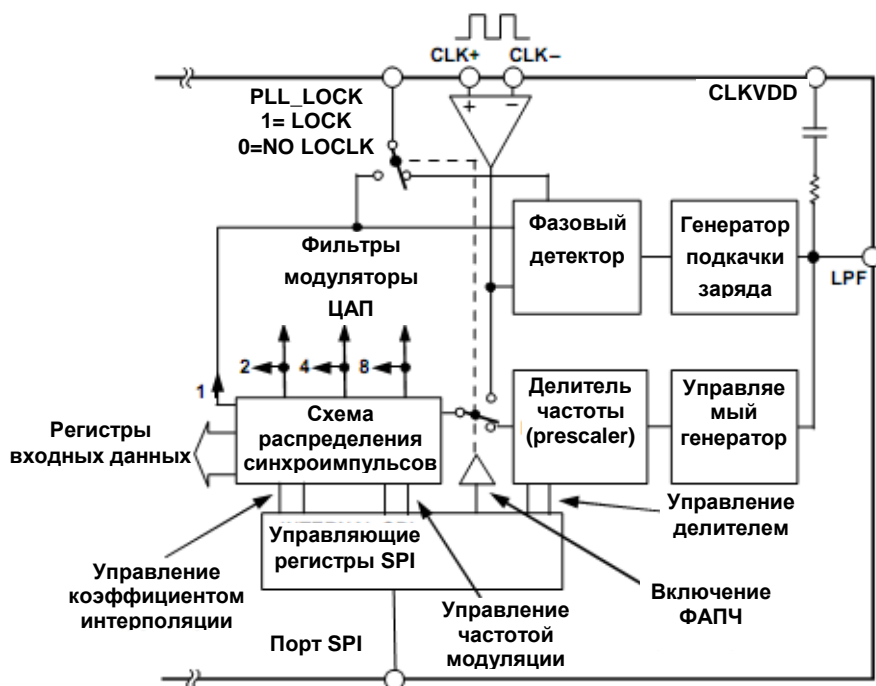 CLK+ CLK–
PLL_LOCK
1= LOCK
0=NO LOCLK
CLKVDD
Фазовый
детектор
Генератор
подкачки
заряда
LPF
Фильтры
модуляторы
ЦАП
1
2
4
8
Схема
распределения
синхроимпульсов
Делитель
частоты
(prescaler)
Управляе
мый
генератор
Регистры
входных данных
Управляющие
регистры SPI
Управление
делителем
Управление
коэффициентом
интерполяции
Порт SPI
Управление
частотой
модуляции
Включение
ФАПЧ